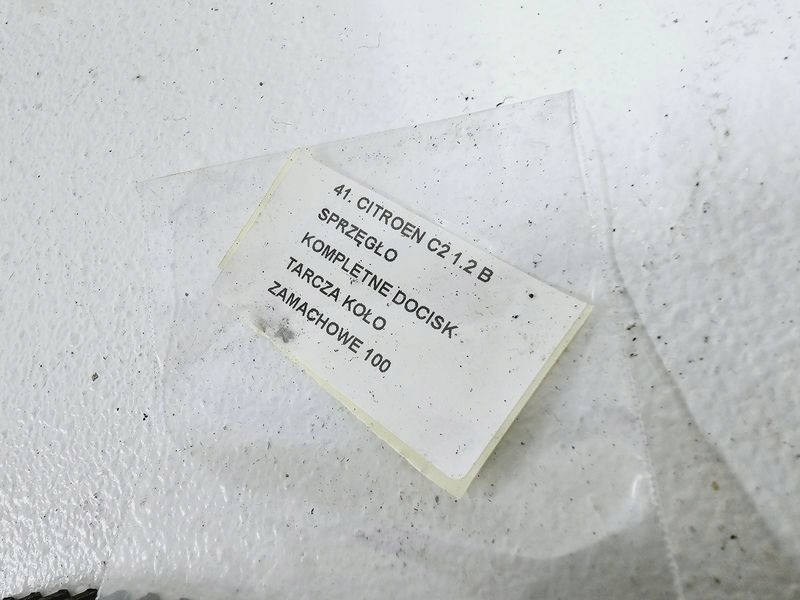 41. CITROEN C2 1.2 B
SPRZĘGŁO
KOMPLETNE DOCISK
TARCZA KOŁO
ZAMACHOWE 100